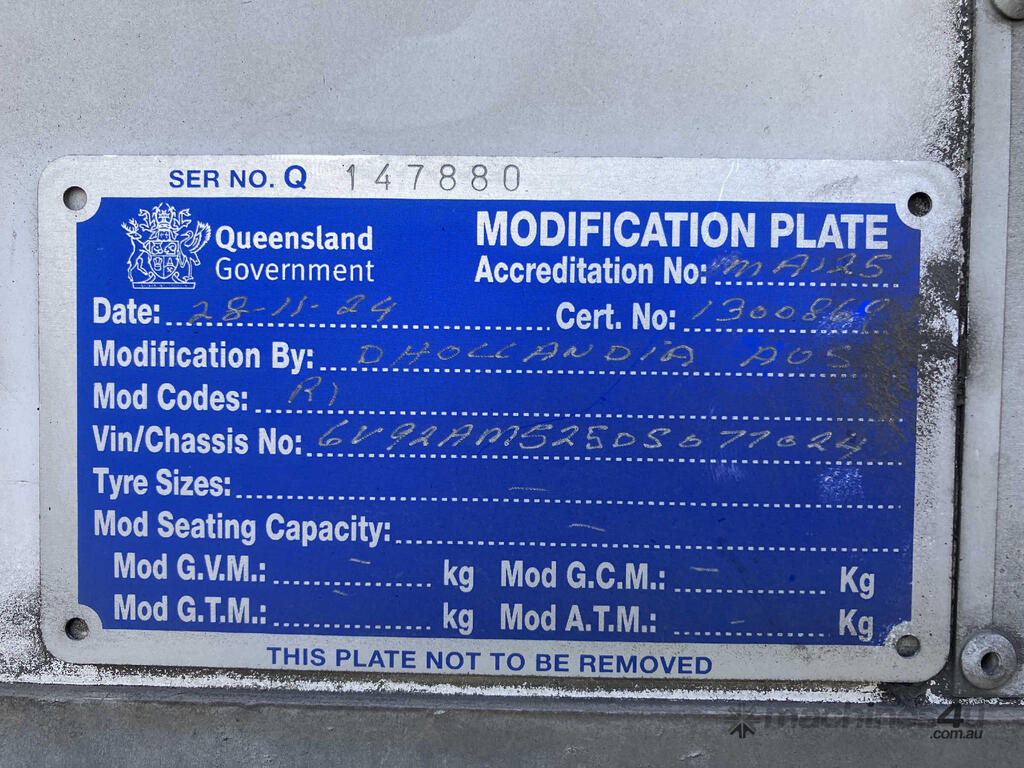 SER NO. Q 147880
Queensland Government
MODIFICATION PLATE
Accreditation No: MA125
Date: 28-11-24
Cert. No: 1300869
Modification By: DHOLLANDIA AUS
Mod Codes: R1
Vin/Chassis No: 6V92AM525DS077024
Tyre Sizes: —
Mod Seating Capacity: —
Mod G.V.M.: — kg Mod G.C.M.: — Kg
Mod G.T.M.: — kg Mod A.T.M.: — Kg
THIS PLATE NOT TO BE REMOVED
machines4u
.com.au